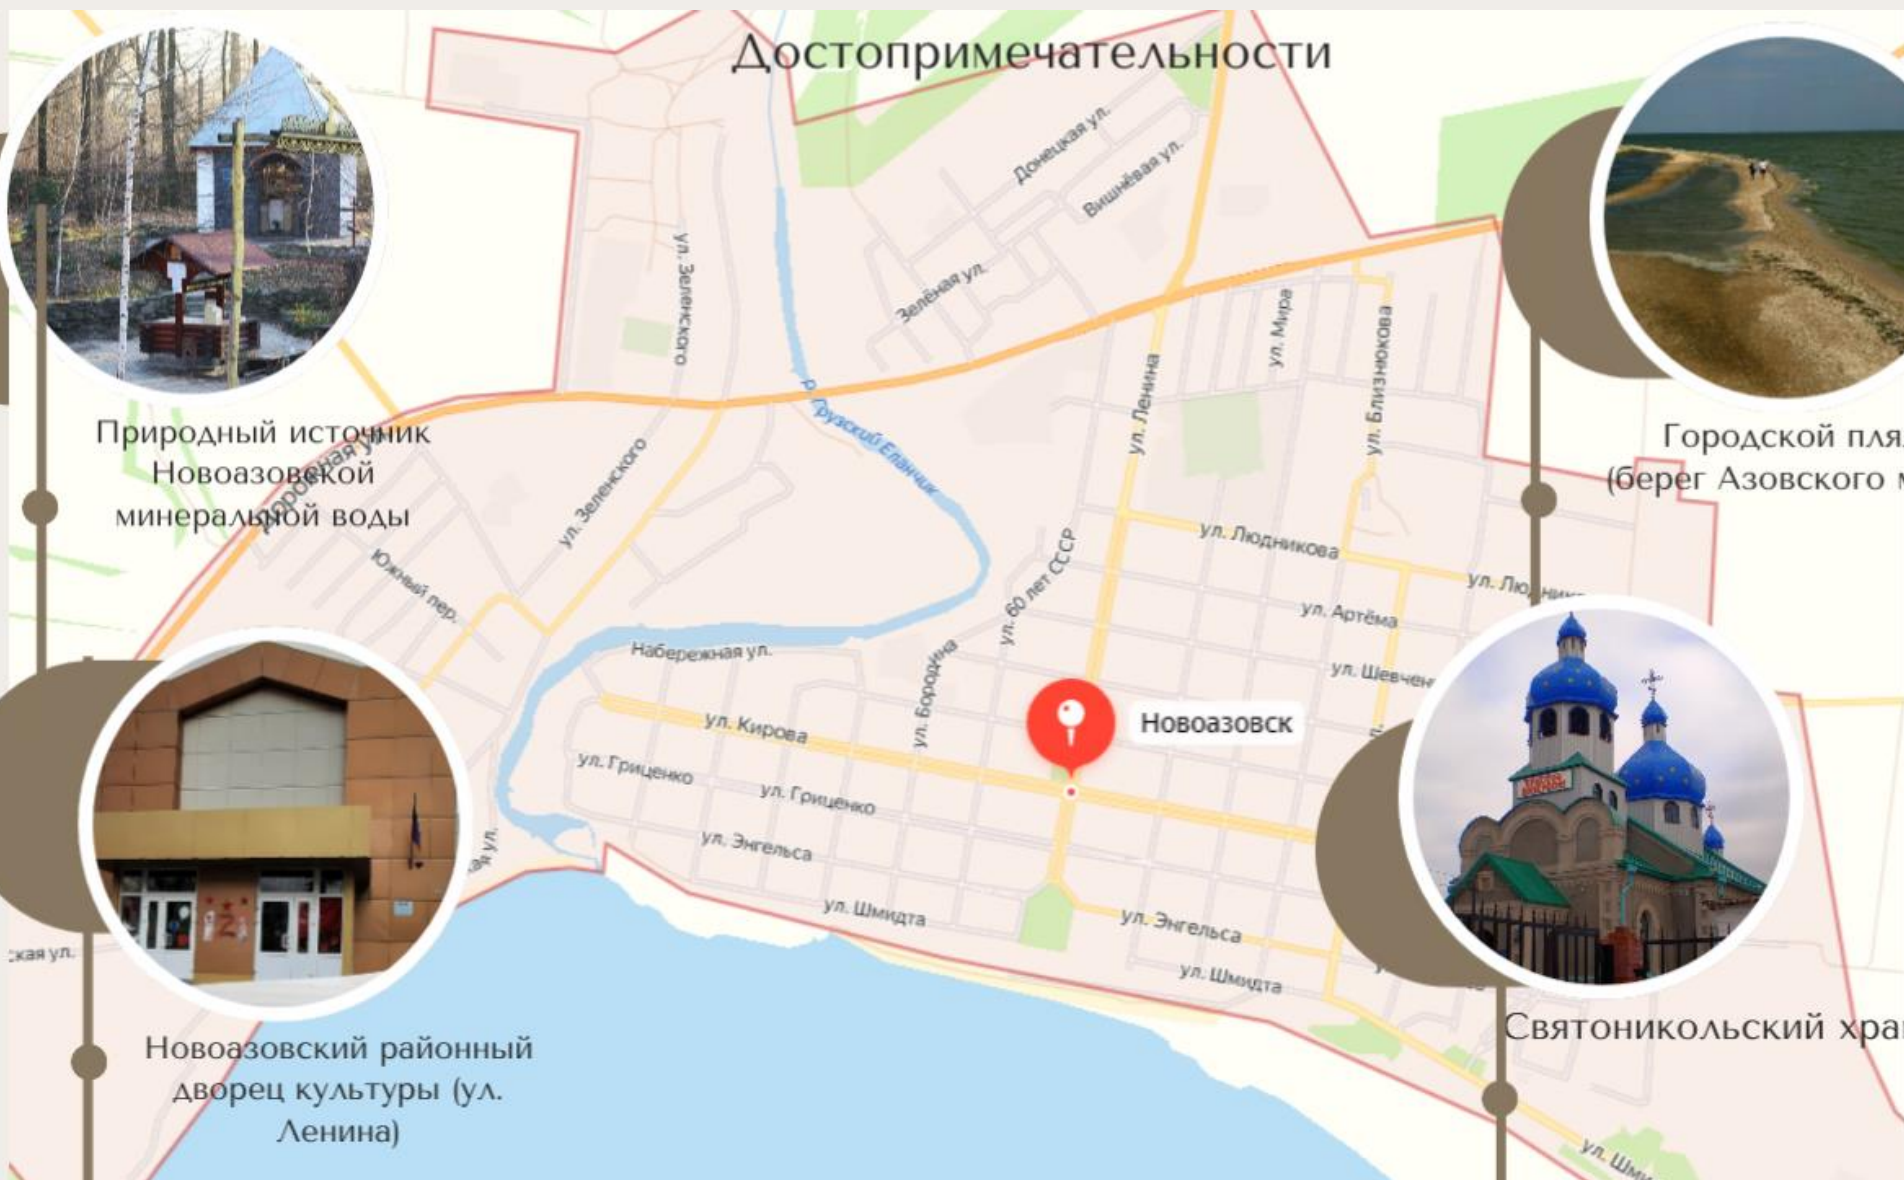 Достопримечательности
Донецкая ул.
Вишнёвая ул.
ул. Зеленского
Зелёная ул.
ул. Мира
ул. Близнюкова
ул. Ленина
р. Грузский Еланчик
Природный источник
Новоазовской
минеральной воды
Городской
(берег Азовского
ул. Зеленского
Южный пер.
ул. Людникова
ул. 60 лет СССР
ул. Артёма
Набережная ул.
ул. Бородина
ул.
ул. Кирова
Новоазовск
ул. Гриценко
ул. Гриценко
ул. Энгельса
ул. Шмидта
ул. Энгельса
ул. Шмидта
Z
Святоникольский
Новоазовский районный
дворец культуры (ул.
Ленина)
ул.